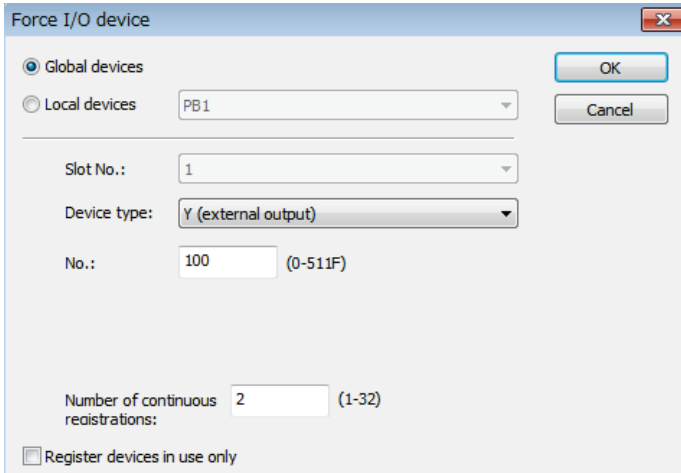 Force I/O device
Global devices
OK
Local devices
PB1
Cancel
Slot No.:
1
Device type:
Y (external output)
No.:
100
(0-511F)
Number of continuous
registrations:
2
(1-32)
Register devices in use only